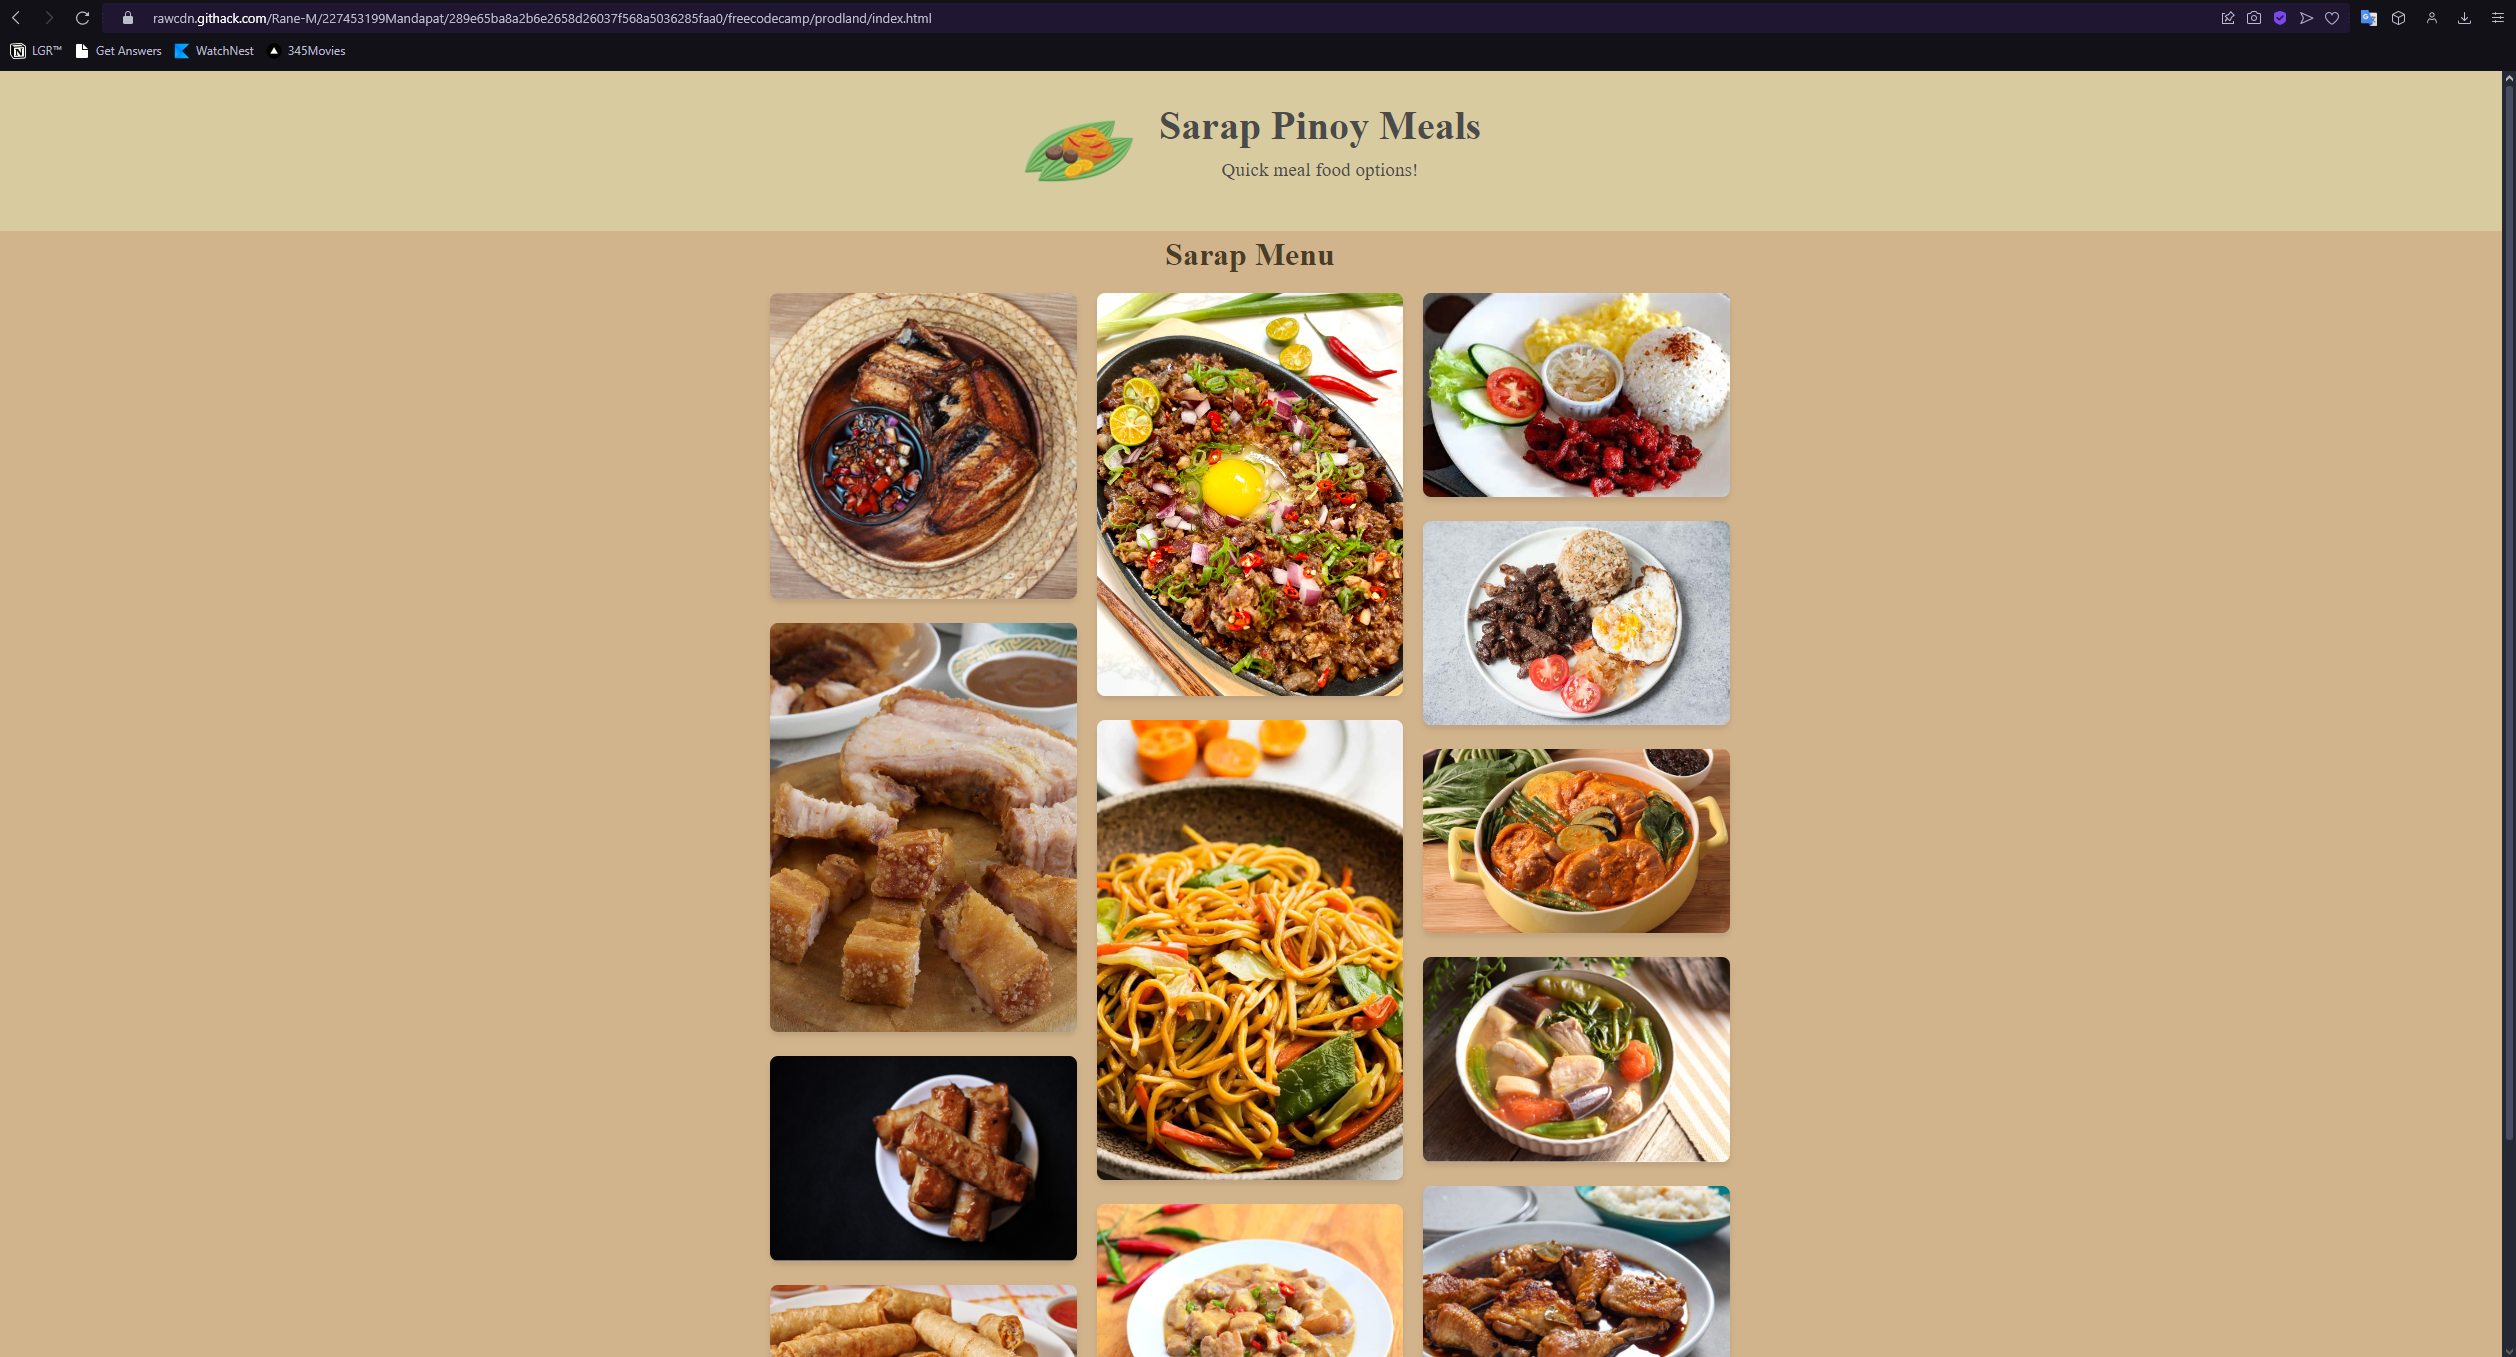 rawcdn.githack.com/Rane-M/227453199Mandapat/289e65ba8a2b6e2658d26037f568a5036285faa0/freecodecamp/prodland/index.html
LGR™ Get Answers WatchNest 345Movies
Sarap Pinoy Meals
Quick meal food options!
Sarap Menu